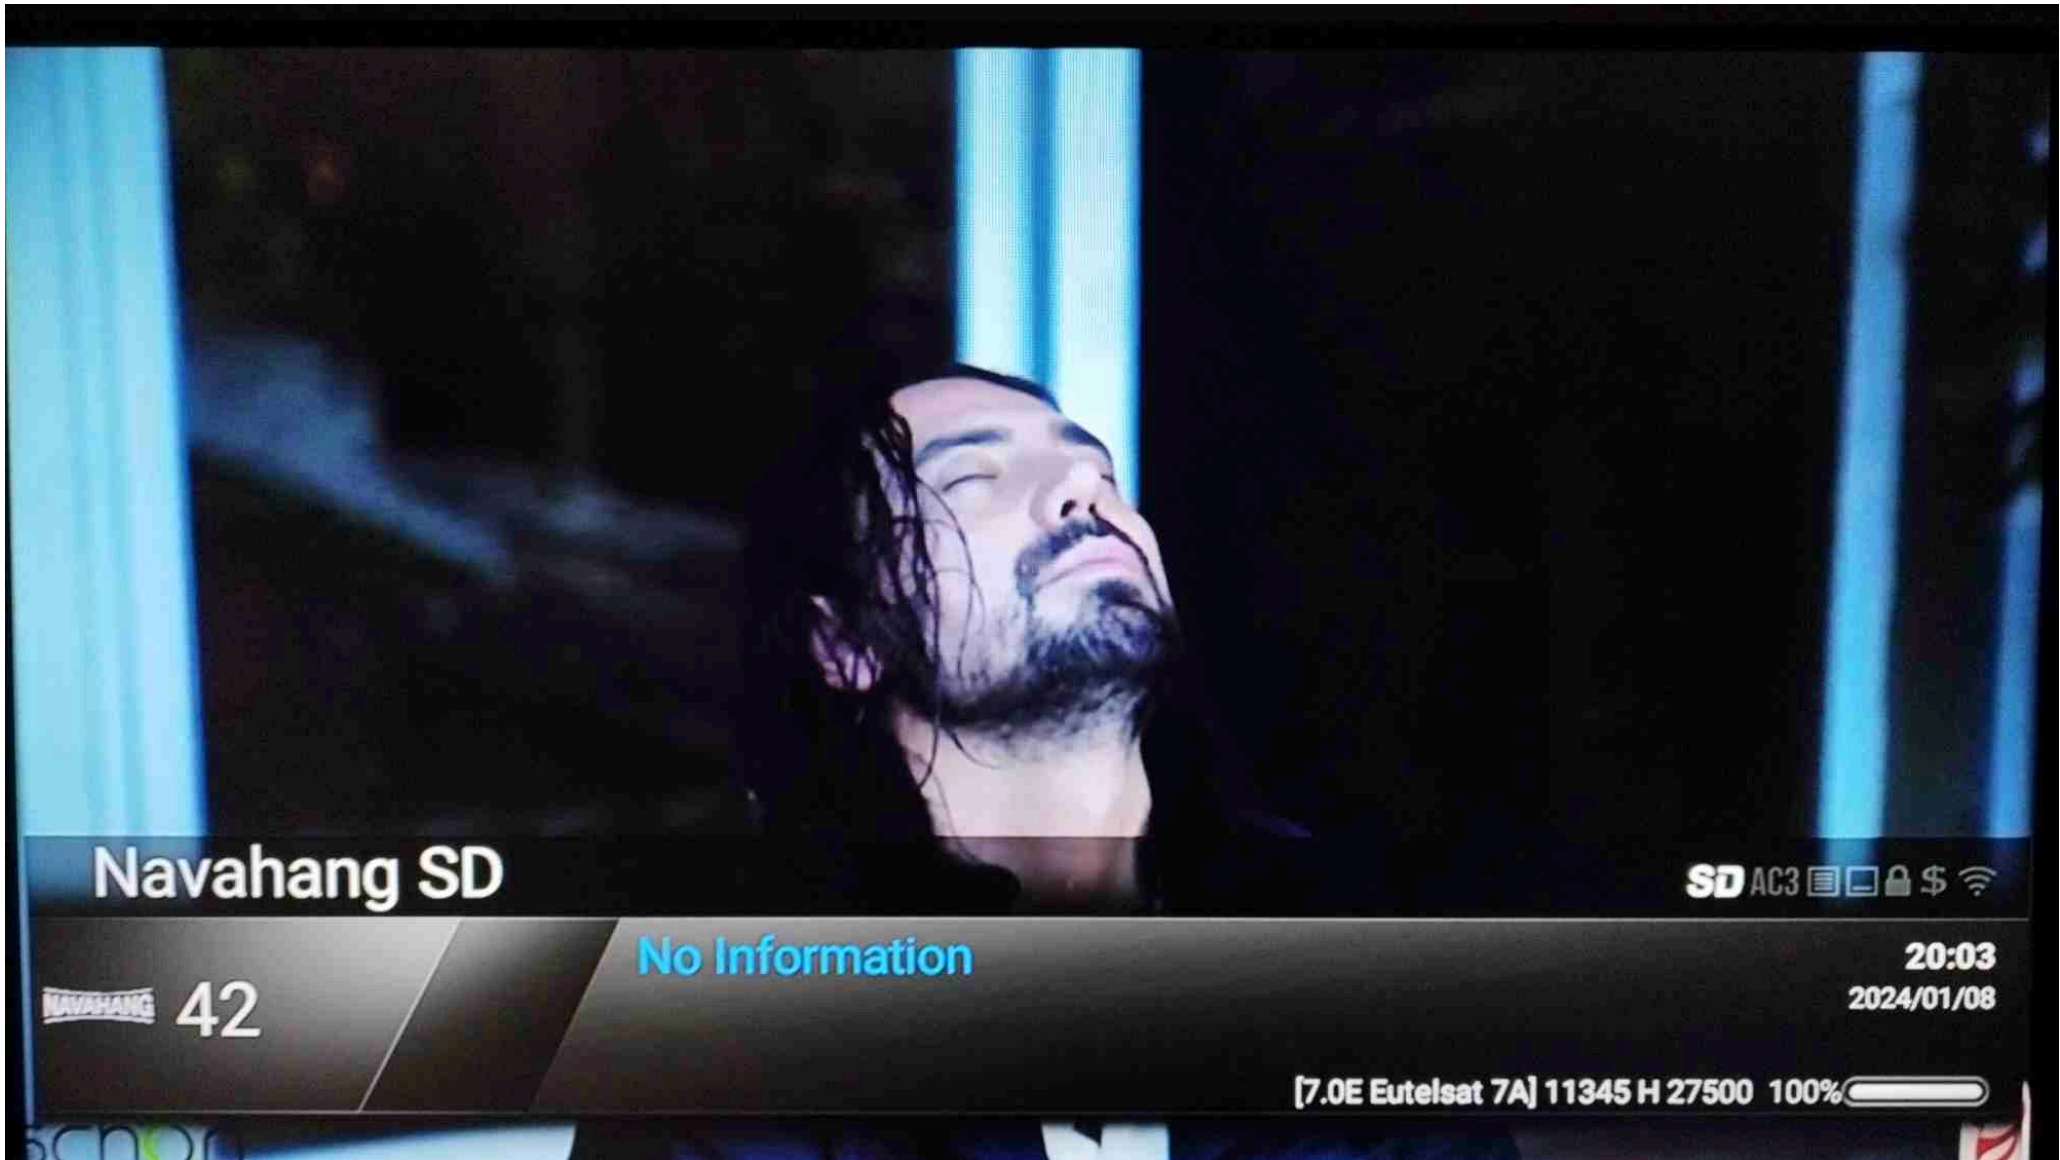 Navahang SD
SD AC3 $
No Information
20:03
NAVAHANG 42
2024/01/08
[7.0E Eutelsat 7A] 11345 H 27500 100%
schon